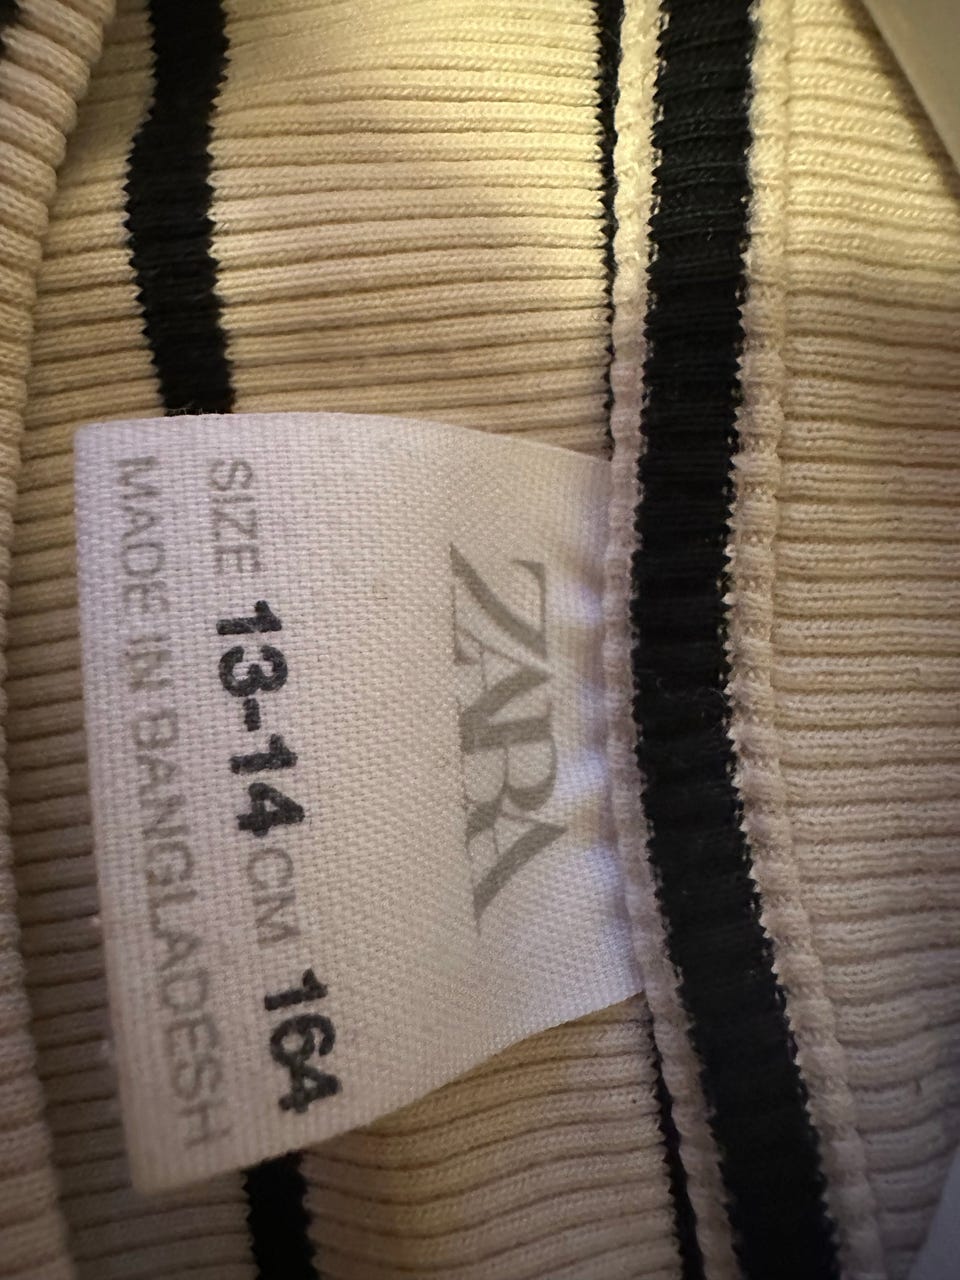 ZARA
SIZE 13-14 CM 164
MADE IN BANGLADESH